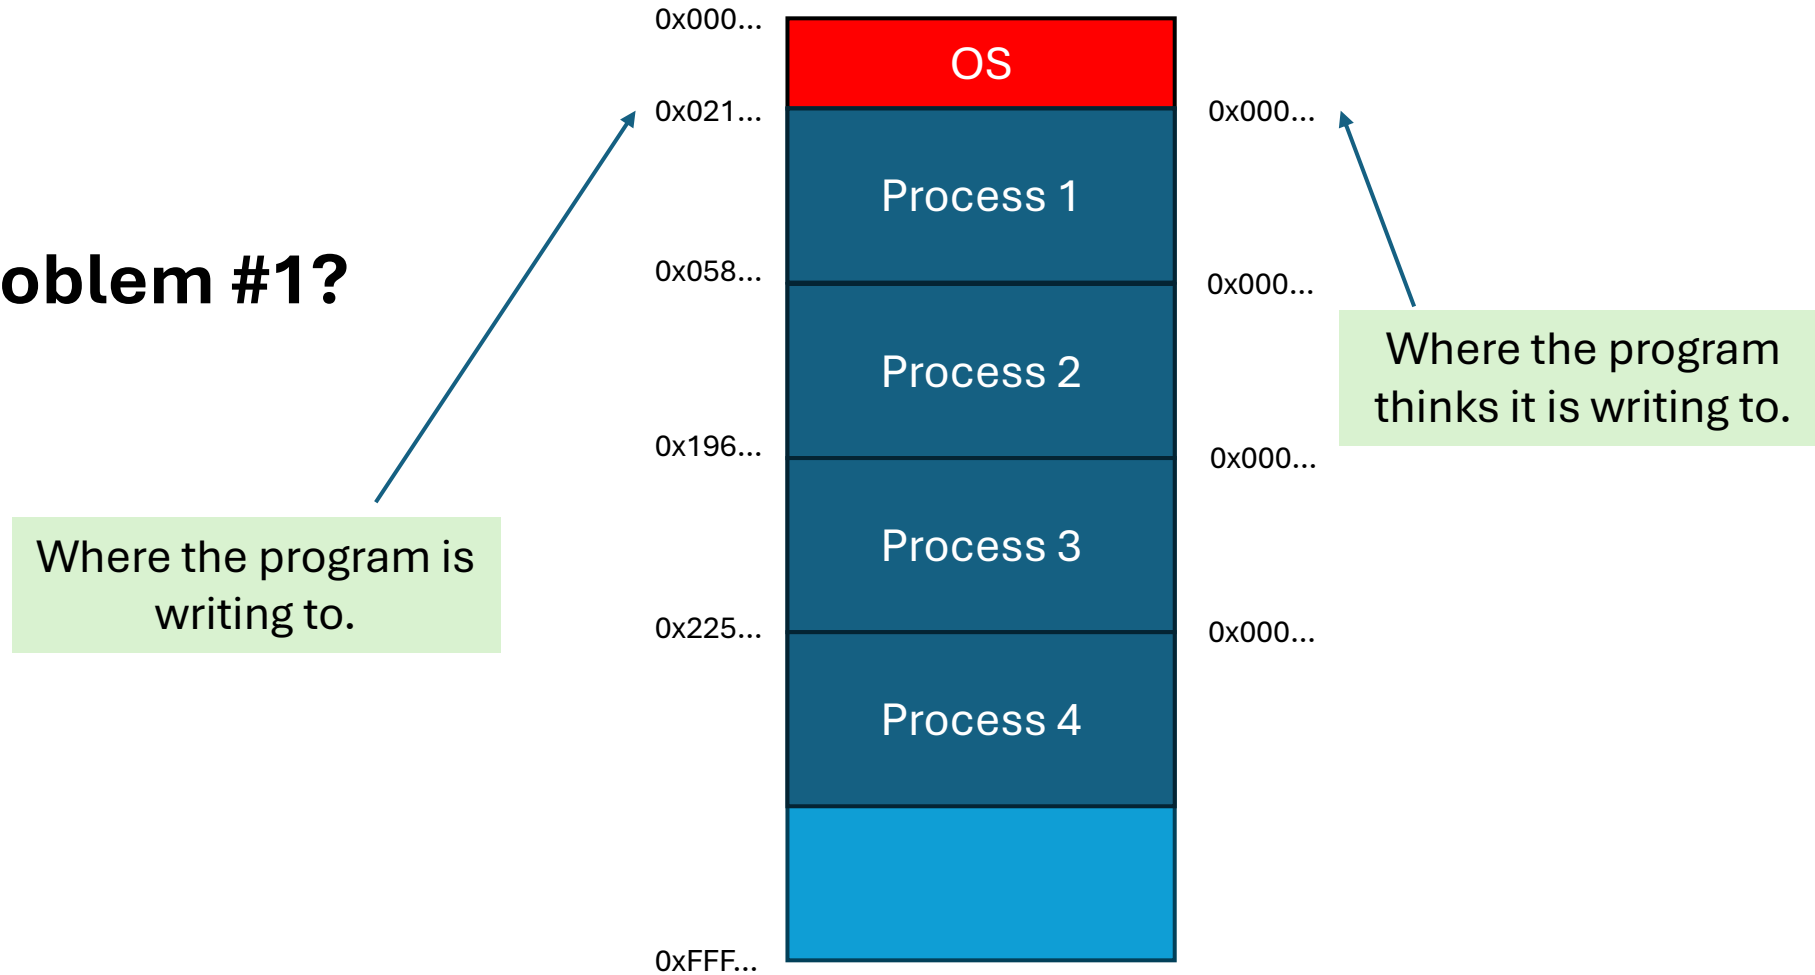 0x000...
OS
0x021...
0x000...
Process 1
oblem #1?
0x058...
0x000...
Where the program
thinks it is writing to.
Process 2
0x196...
0x000...
Where the program is
writing to.
Process 3
0x225...
0x000...
Process 4
0xFFF...